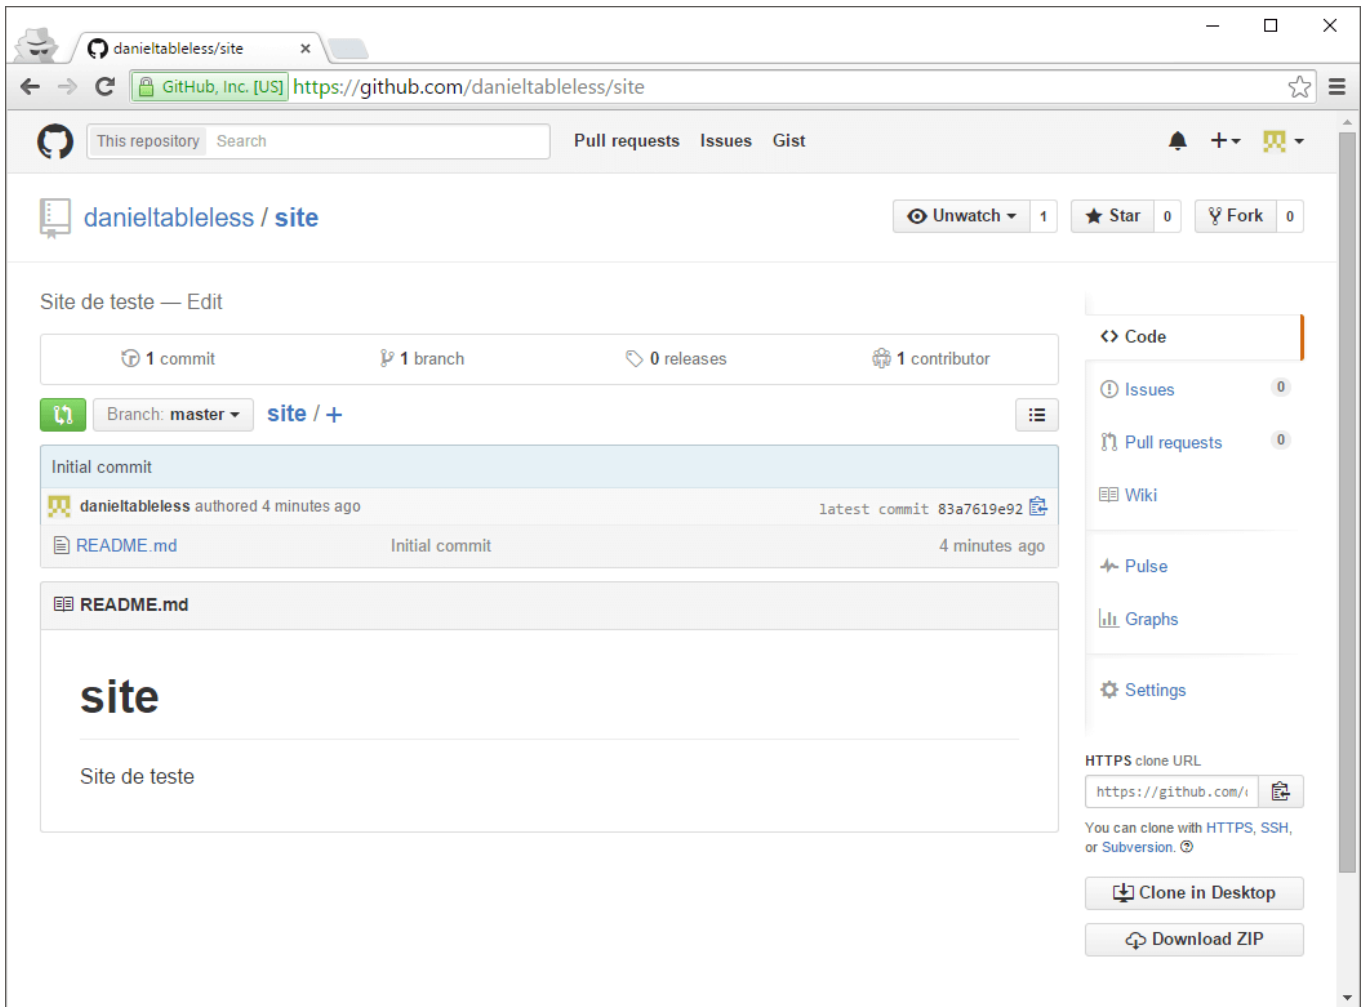 danieltableless/site
GitHub, Inc. [US] https://github.com/danieltableless/site
This repository Search Pull requests Issues Gist
danieltableless / site Unwatch 1 Star 0 Fork 0
Site de teste — Edit
1 commit 1 branch 0 releases 1 contributor
Branch: master site / +
Initial commit
danieltableless authored 4 minutes ago latest commit 83a7619e92
README.md Initial commit 4 minutes ago
README.md
site
Site de teste
Code
Issues 0
Pull requests 0
Wiki
Pulse
Graphs
Settings
HTTPS clone URL
https://github.com/
You can clone with HTTPS, SSH,
or Subversion.
Clone in Desktop
Download ZIP